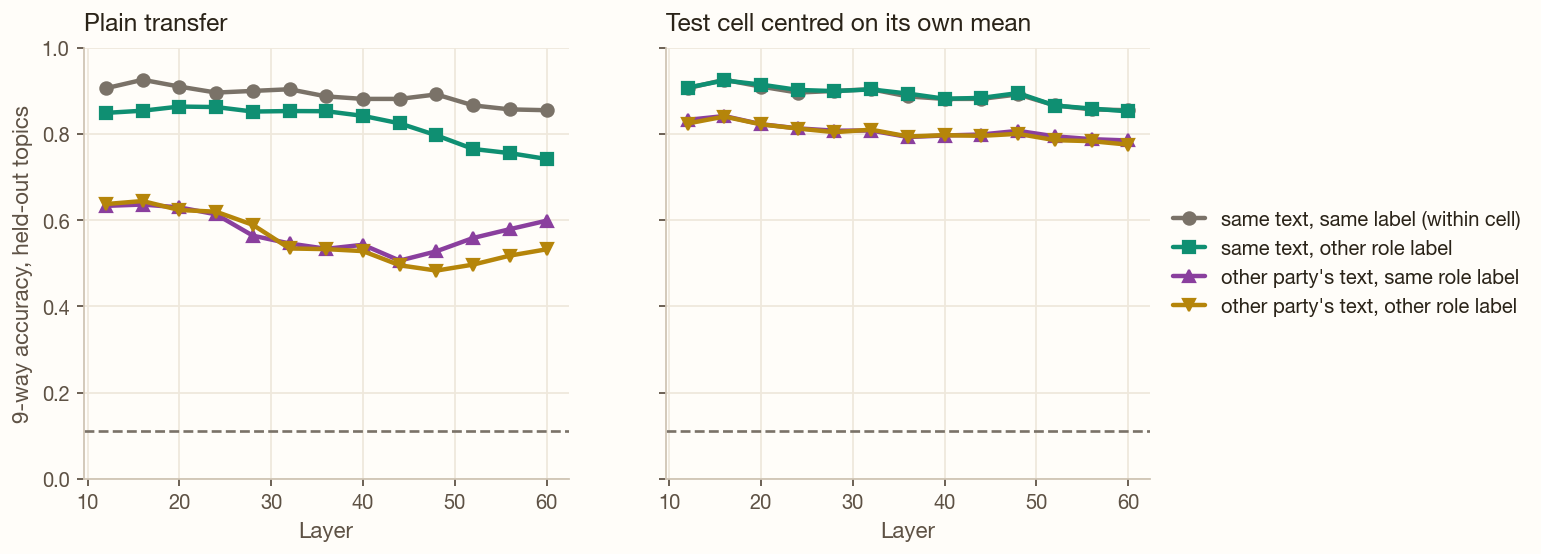 Plain transfer
Test cell centred on its own mean
9-way accuracy, held-out topics
1.0
0.8
0.6
0.4
0.2
0.0
10 20 30 40 50 60
Layer
10 20 30 40 50 60
Layer
same text, same label (within cell)
same text, other role label
other party's text, same role label
other party's text, other role label